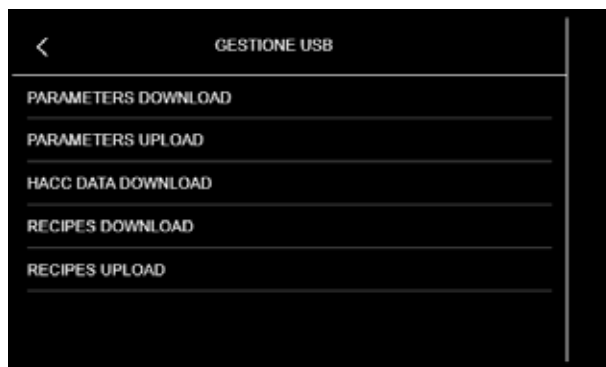 GESTIONE USB
PARAMETERS DOWNLOAD
PARAMETERS UPLOAD
HACC DATA DOWNLOAD
RECIPES DOWNLOAD
RECIPES UPLOAD